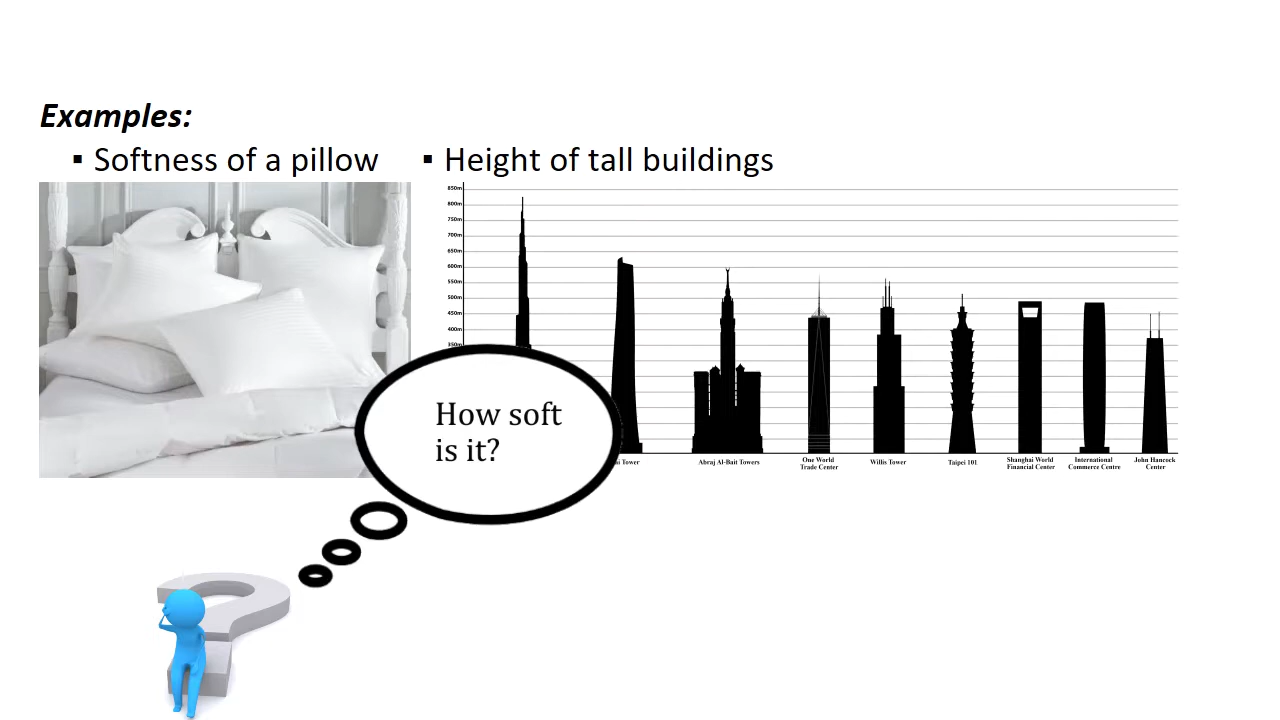 Examples:
▪ Softness of a pillow
▪ Height of tall buildings
850m
800m
750m
700m
650m
600m
550m
500m
450m
400m
350m
How soft
is it?
Tower
Abraj Al-Bait Towers
One World
Trade Center
Willis Tower
Taipei 101
Shanghai World
Financial Center
International
Commerce Centre
John Hancock
Center